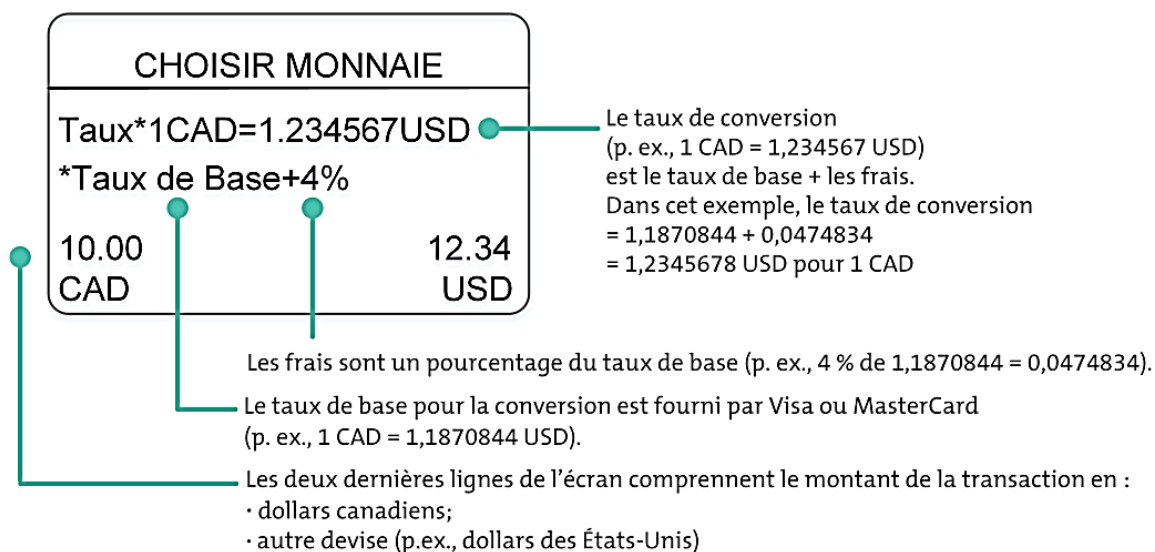 CHOISIR MONNAIE
Taux*1CAD=1.234567USD
*Taux de Base+4%
10.00 12.34
CAD USD
Le taux de conversion
(p. ex., 1 CAD = 1,234567 USD)
est le taux de base + les frais.
Dans cet exemple, le taux de conversion
= 1,1870844 + 0,0474834
= 1,2345678 USD pour 1 CAD
Les frais sont un pourcentage du taux de base (p. ex., 4 % de 1,1870844 = 0,0474834).
Le taux de base pour la conversion est fourni par Visa ou MasterCard
(p. ex., 1 CAD = 1,1870844 USD).
Les deux dernières lignes de l’écran comprennent le montant de la transaction en :
· dollars canadiens;
· autre devise (p.ex., dollars des États-Unis)